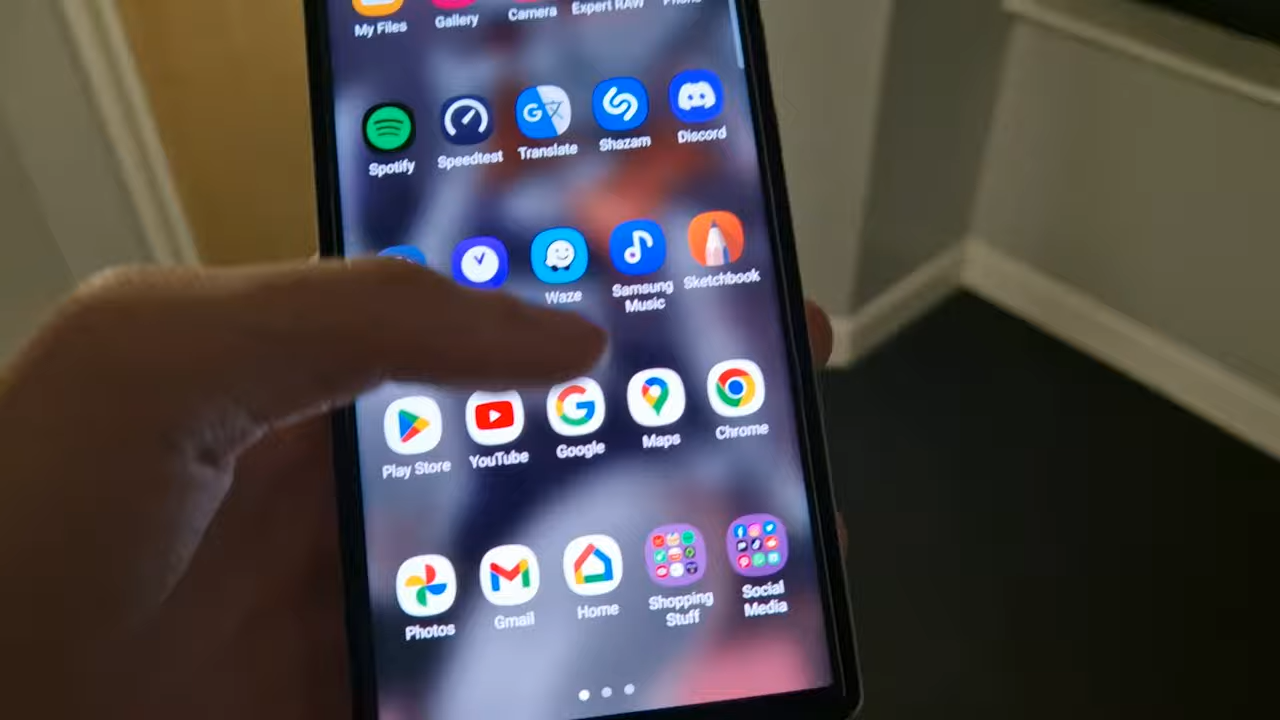 My Files
Gallery
Camera
Expert RAW
Phone
Spotify
Speedtest
Translate
Shazam
Discord
Waze
Samsung
Music
Sketchbook
Play Store
YouTube
Google
Maps
Chrome
Photos
Gmail
Home
Shopping
Stuff
Social
Media